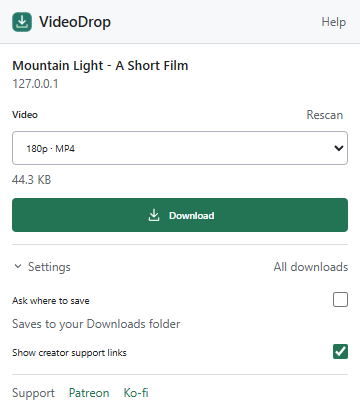 VideoDrop Help
Mountain Light - A Short Film
127.0.0.1
Video Rescan
180p · MP4
44.3 KB
Download
Settings All downloads
Ask where to save
Saves to your Downloads folder
Show creator support links
Support Patreon Ko-fi